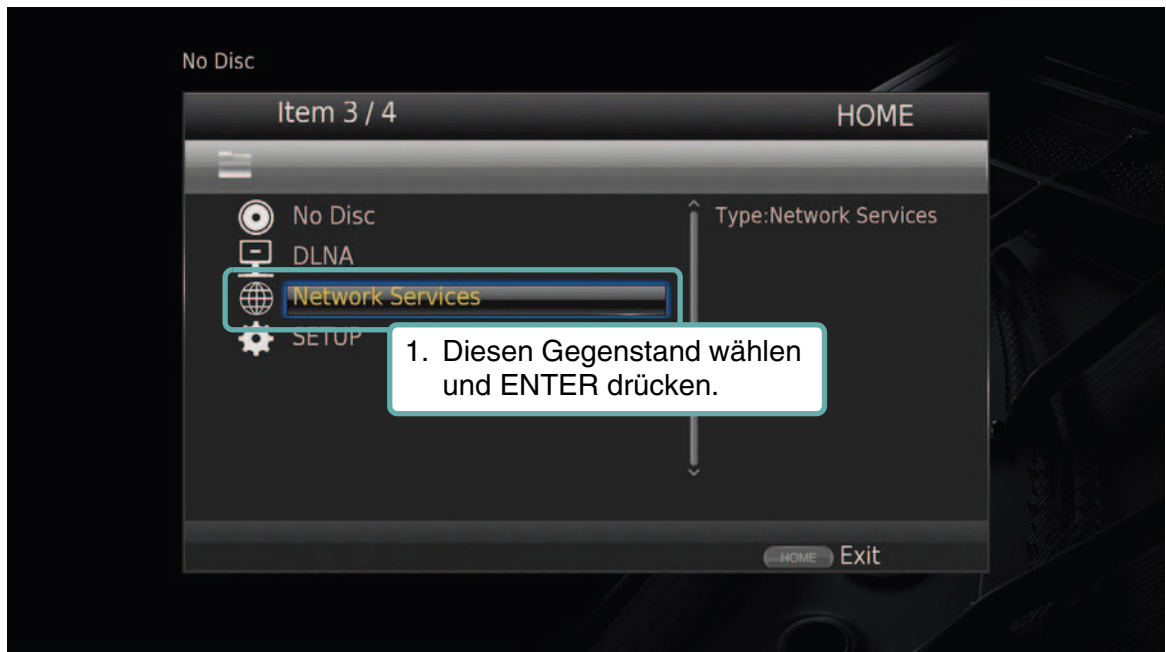 No Disc
Item 3 / 4
HOME
No Disc
Type:Network Services
DLNA
Network Services
SETUP
1. Diesen Gegenstand wählen
und ENTER drücken.
HOME Exit